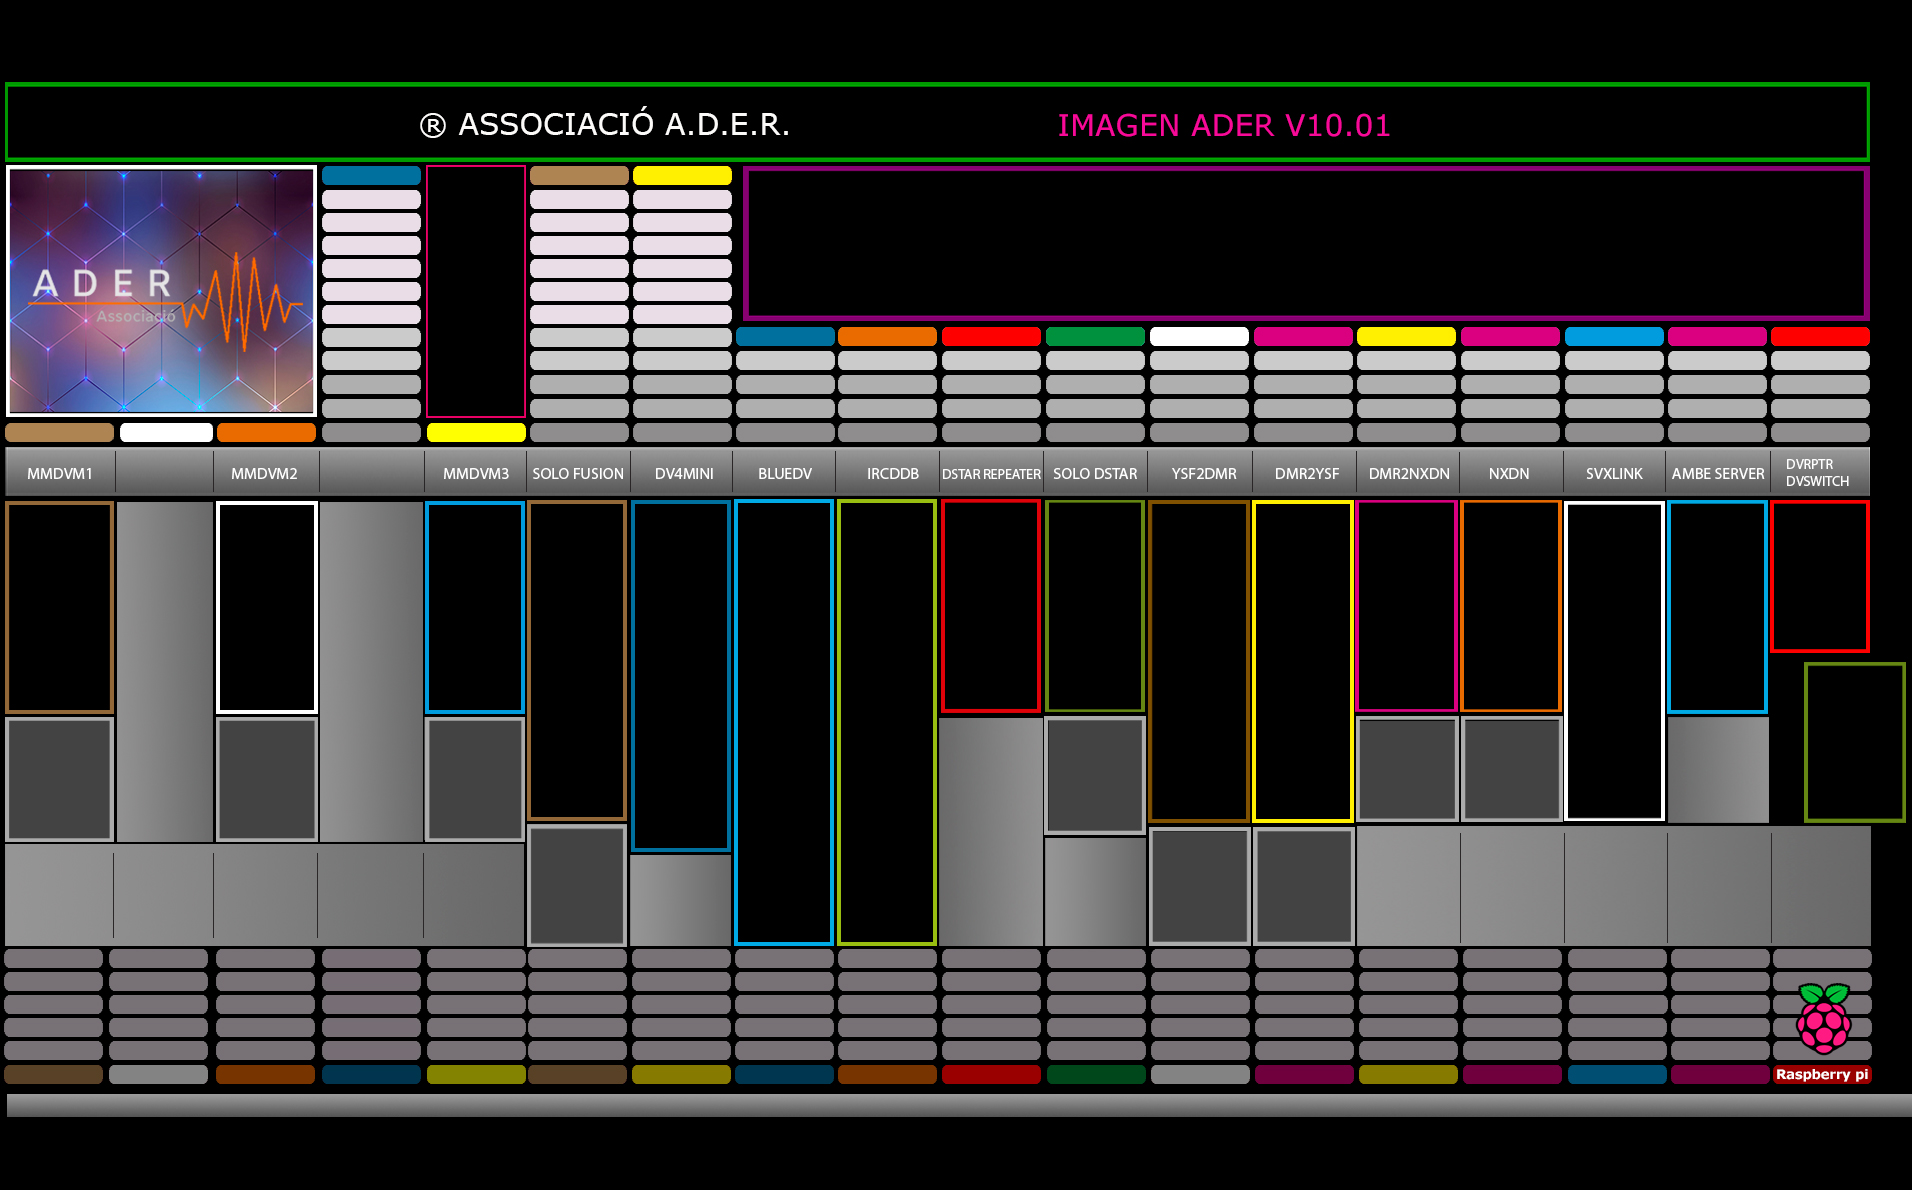 ® ASSOCIACIÓ A.D.E.R. IMAGEN ADER V10.01
ADER
Associació
MMDVM1 MMDVM2 MMDVM3 SOLO FUSION DV4MINI BLUEDV IRCDDB DSTAR REPEATER SOLO DSTAR YSF2DMR DMR2YSF DMR2NXDN NXDN SVXLINK AMBE SERVER DVRPTR
DVSWITCH
Raspberry pi